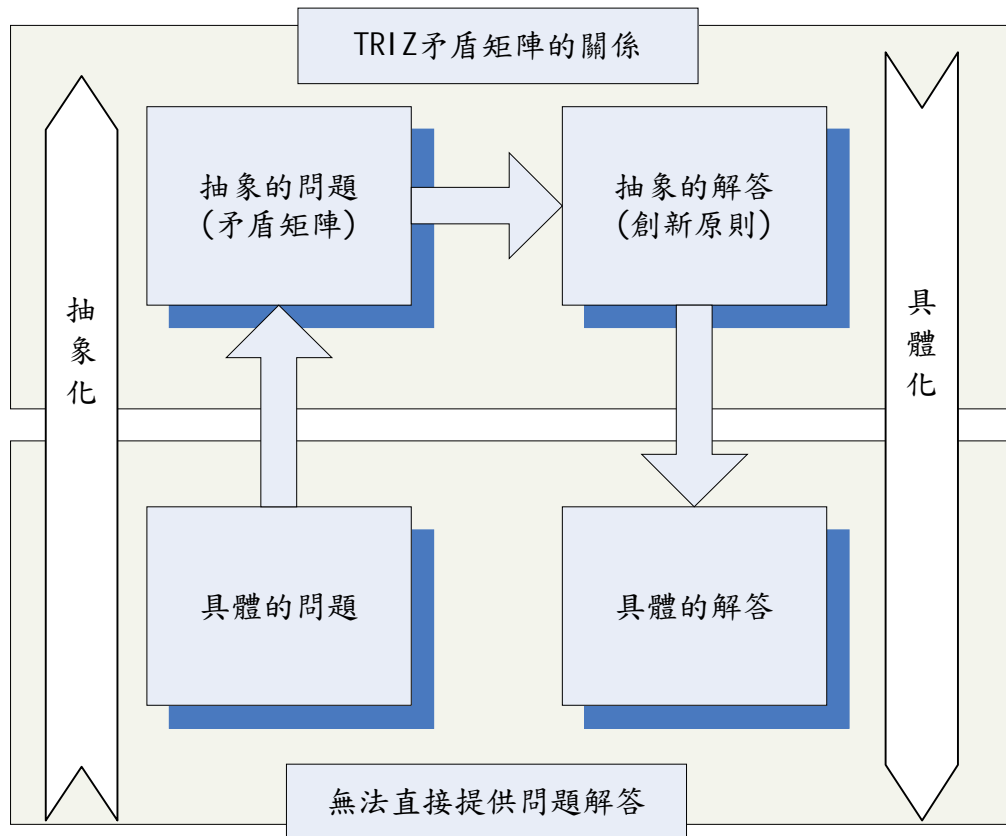 TRIZ矛盾矩陣的關係
抽象的問題
(矛盾矩陣)
抽象的解答
(創新原則)
抽象化
具體化
具體的問題
具體的解答
無法直接提供問題解答